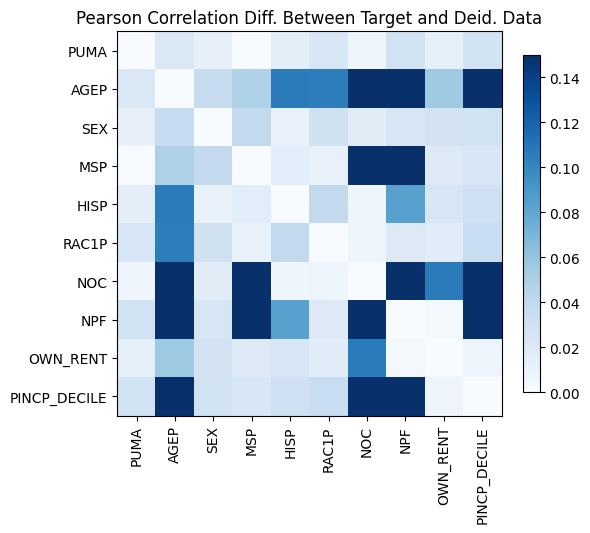 Pearson Correlation Diff. Between Target and Deid. Data
PUMA
AGEP
SEX
MSP
HISP
RAC1P
NOC
NPF
OWN_RENT
PINCP_DECILE
PUMA
AGEP
SEX
MSP
HISP
RAC1P
NOC
NPF
OWN_RENT
PINCP_DECILE
0.14
0.12
0.10
0.08
0.06
0.04
0.02
0.00